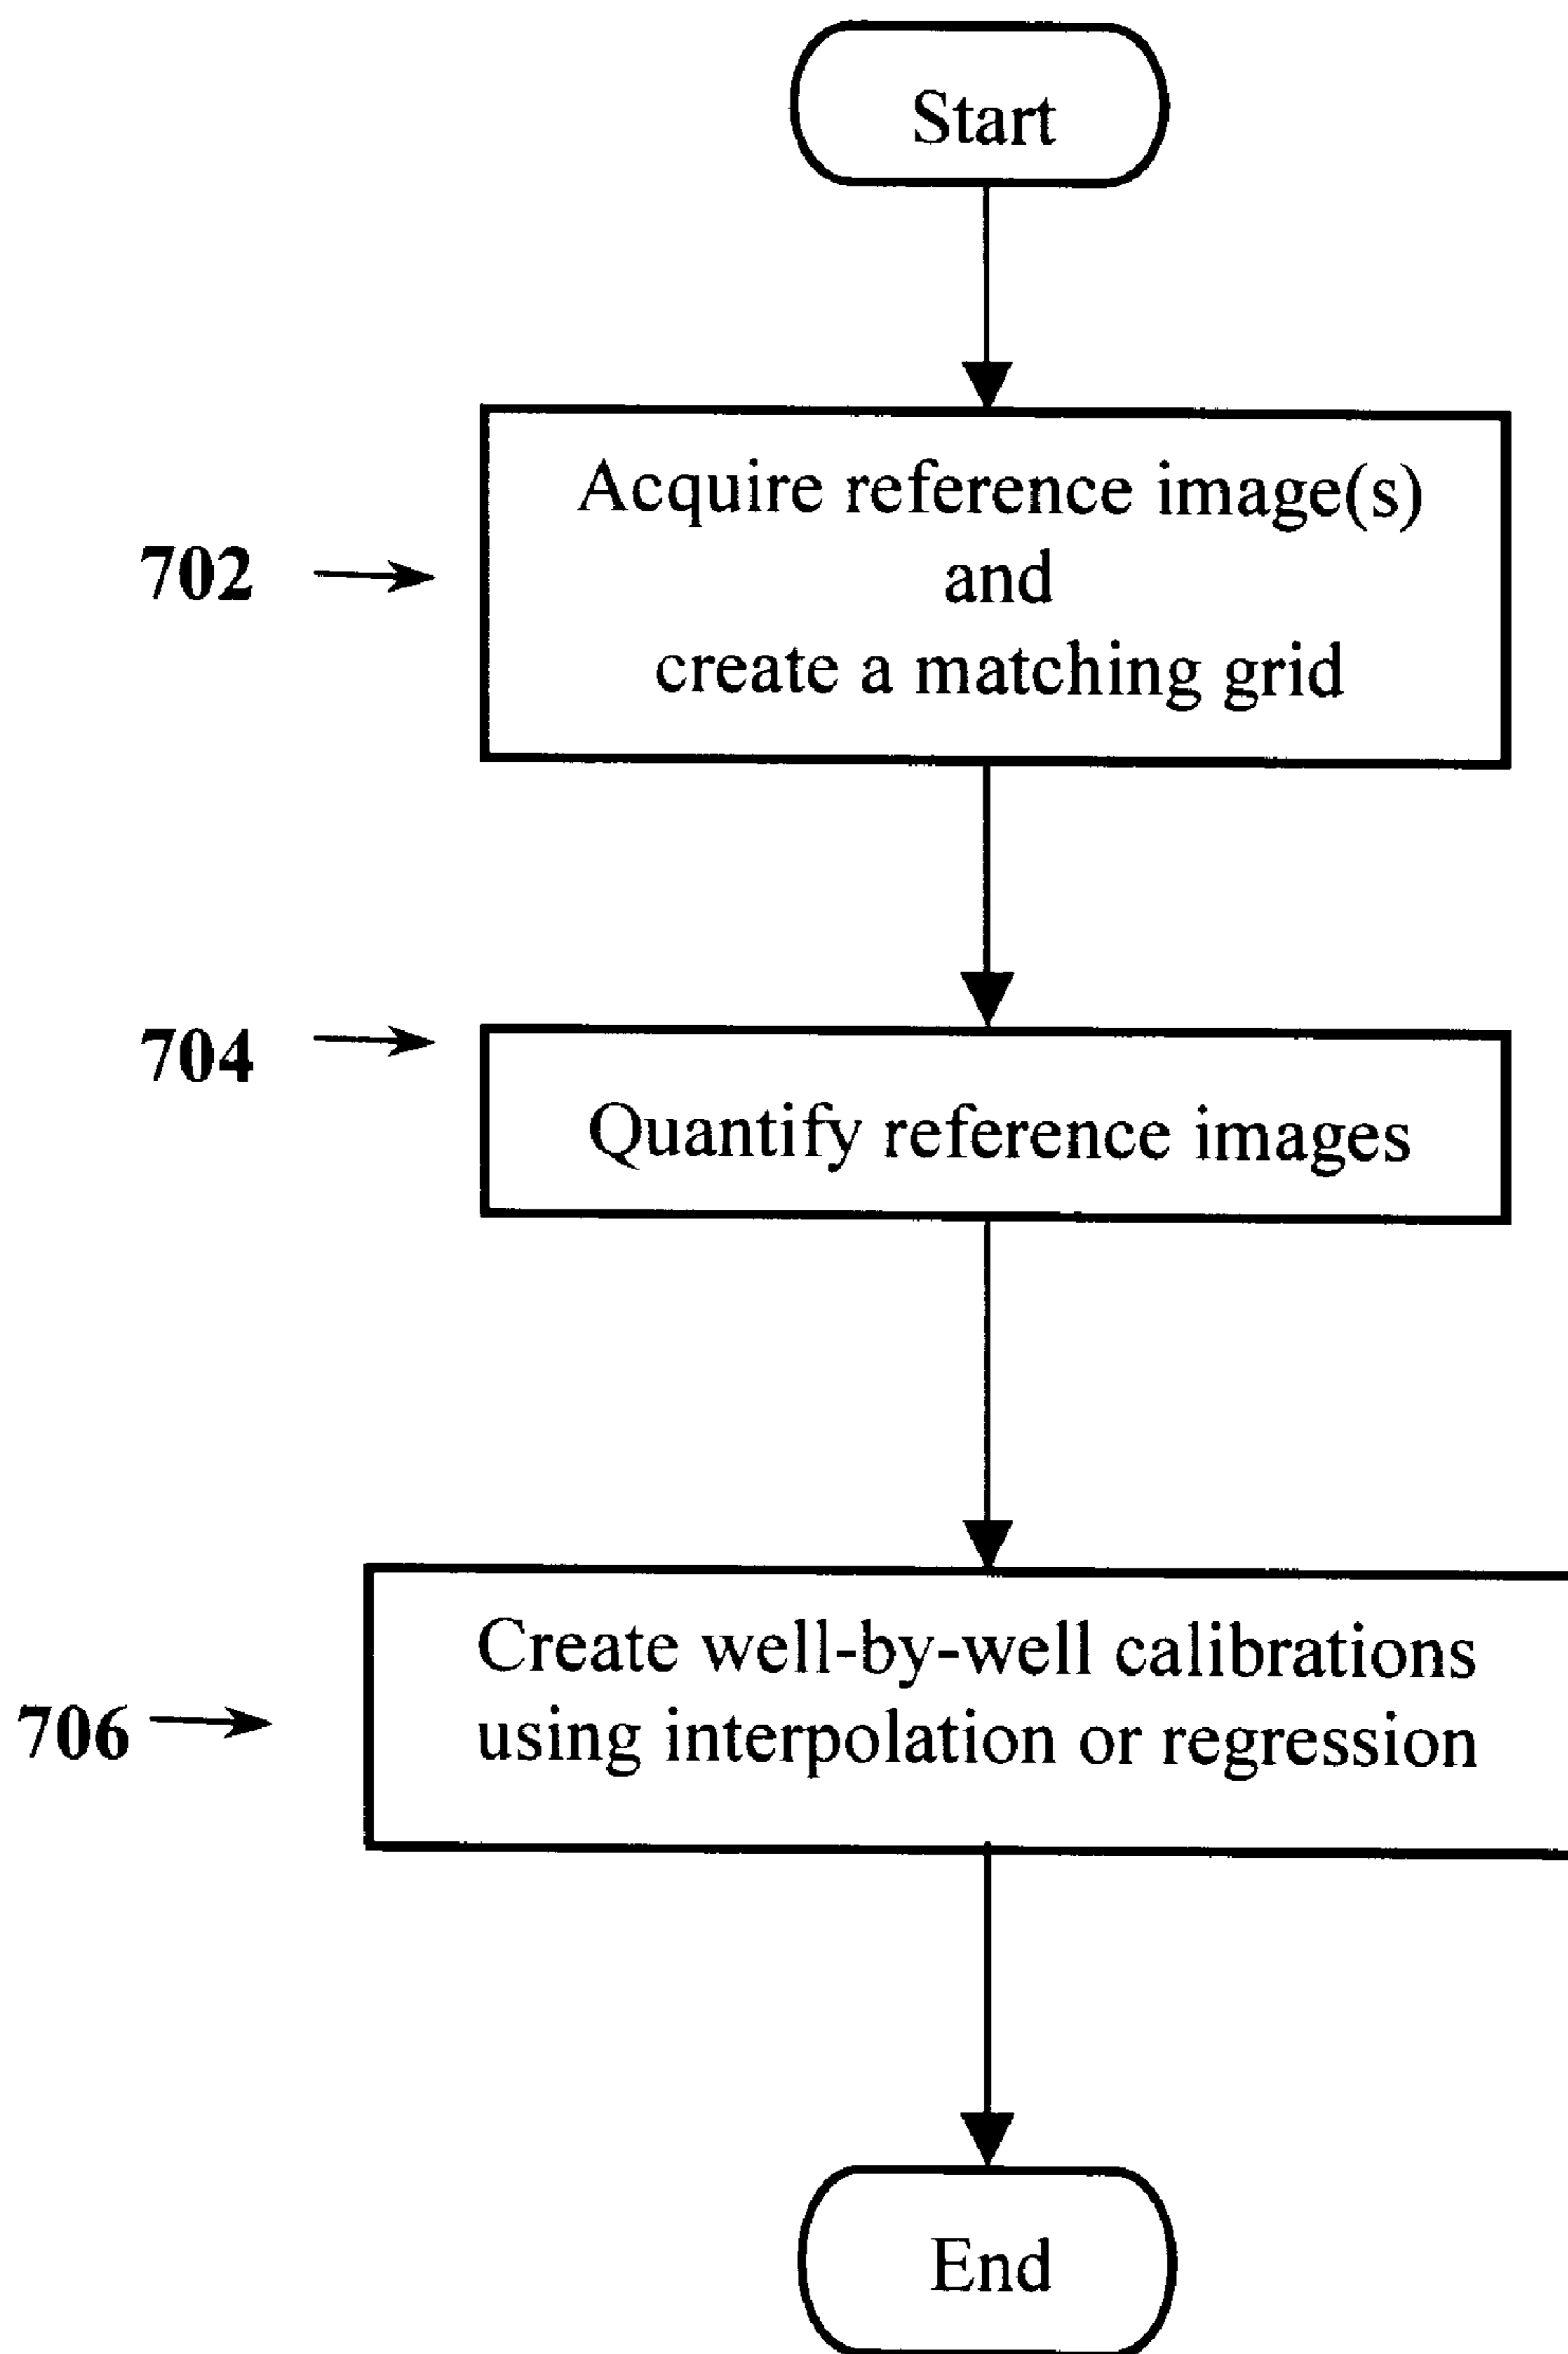 Start
702
Acquire reference image(s)
and
create a matching grid
704
Quantify reference images
706
Create well-by-well calibrations
using interpolation or regression
End